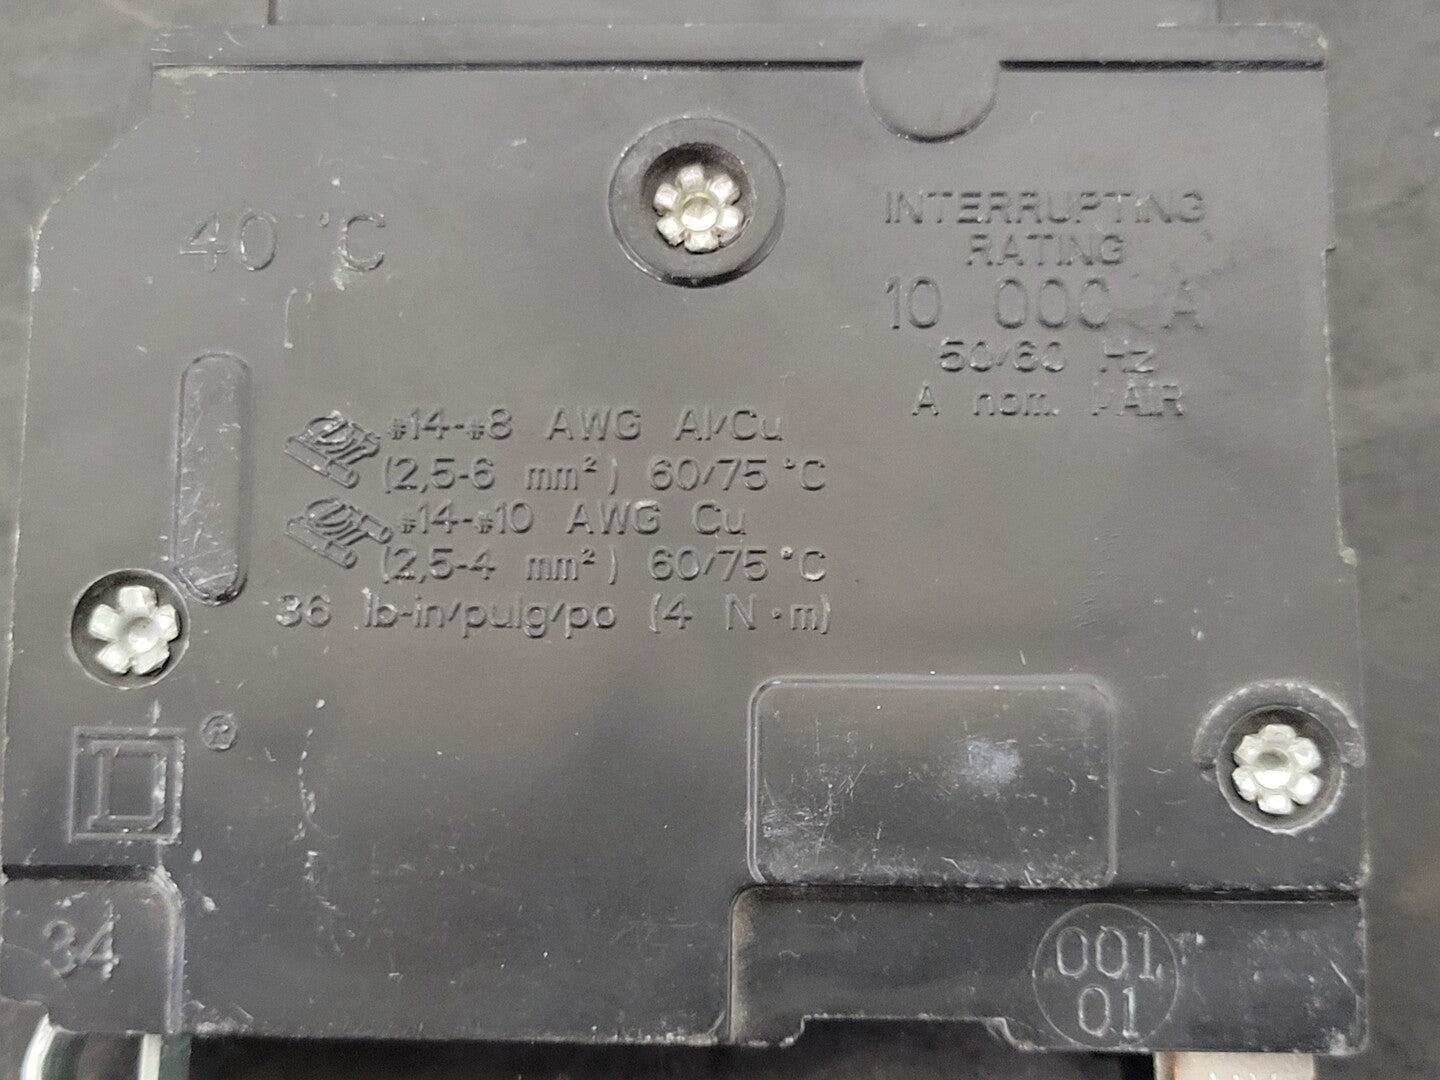 40 °C
INTERRUPTING
RATING
10 000 A
50/60 Hz
A nom. PAIR
#14-#8 AWG Al/Cu
(2,5-6 mm²) 60/75 °C
#14-#10 AWG Cu
(2,5-4 mm²) 60/75 °C
36 lb-in/pulg/po (4 N·m)
D ®
34
001
01